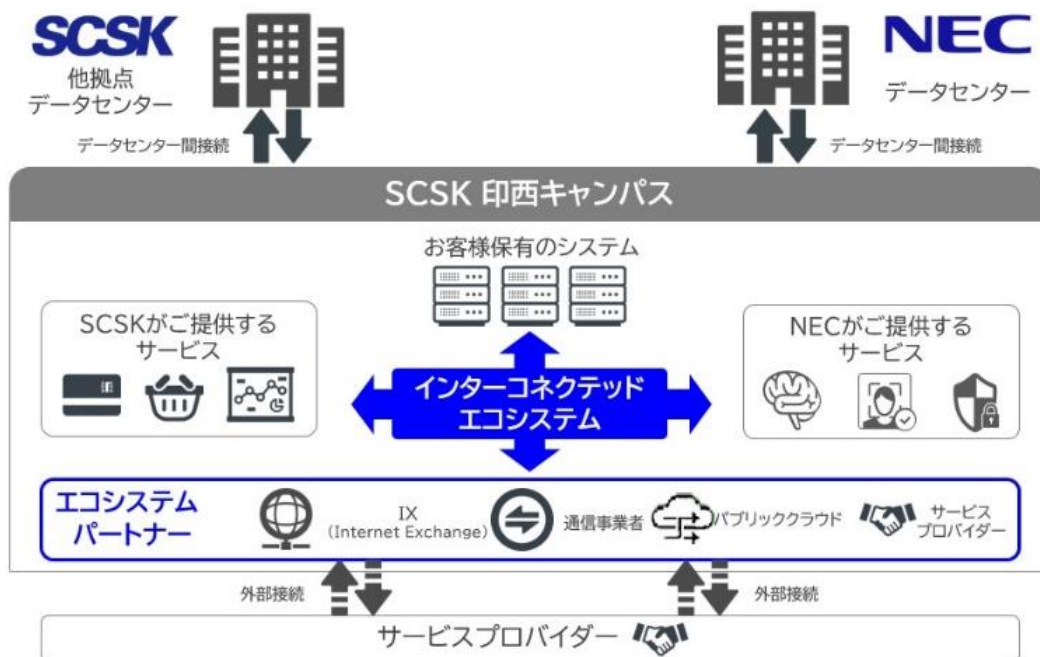 SCSK
他拠点
データセンター
NEC
データセンター
データセンター間接続
データセンター間接続
SCSK 印西キャンパス
お客様保有のシステム
SCSKがご提供する
サービス
NECがご提供する
サービス
インターコネクテッド
エコシステム
エコシステム
パートナー
IX
(Internet Exchange)
通信事業者
パブリッククラウド
サービス
プロバイダー
外部接続
外部接続
サービスプロバイダー